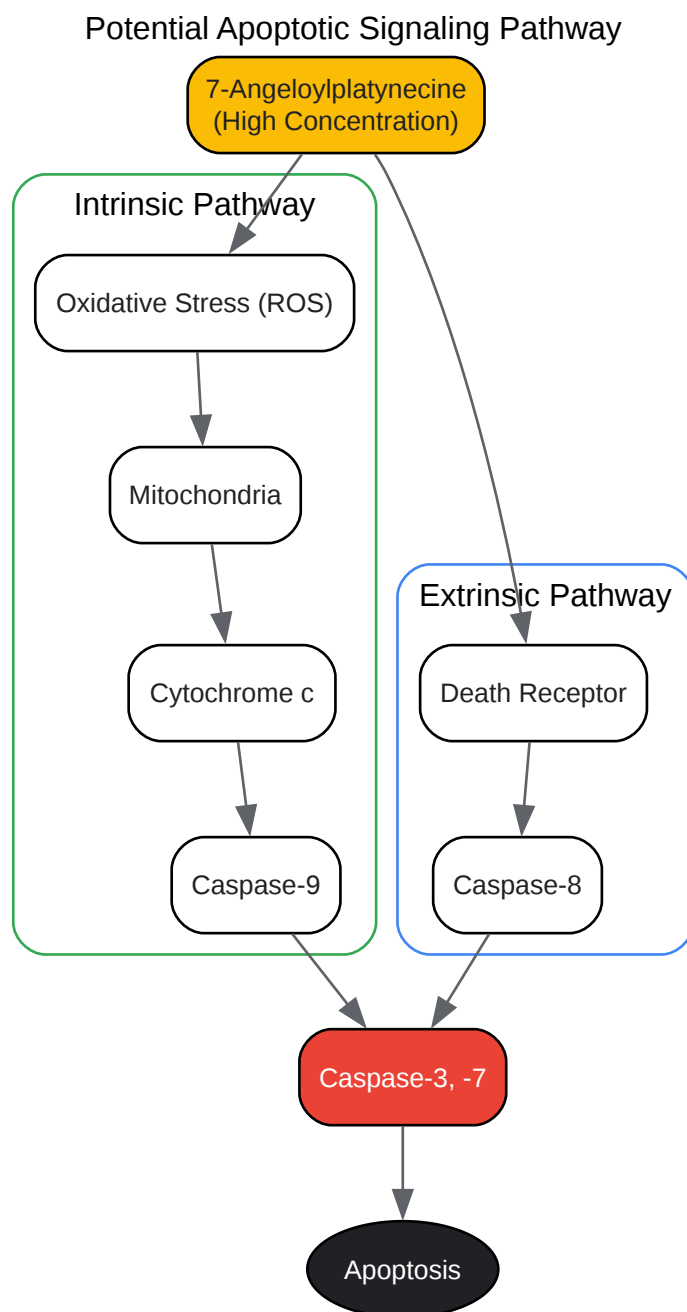 Potential Apoptotic Signaling Pathway
7-Angeloylplatynecine
(High Concentration)
Intrinsic Pathway
Oxidative Stress (ROS)
Mitochondria
Cytochrome c
Caspase-9
Extrinsic Pathway
Death Receptor
Caspase-8
Caspase-3, -7
Apoptosis